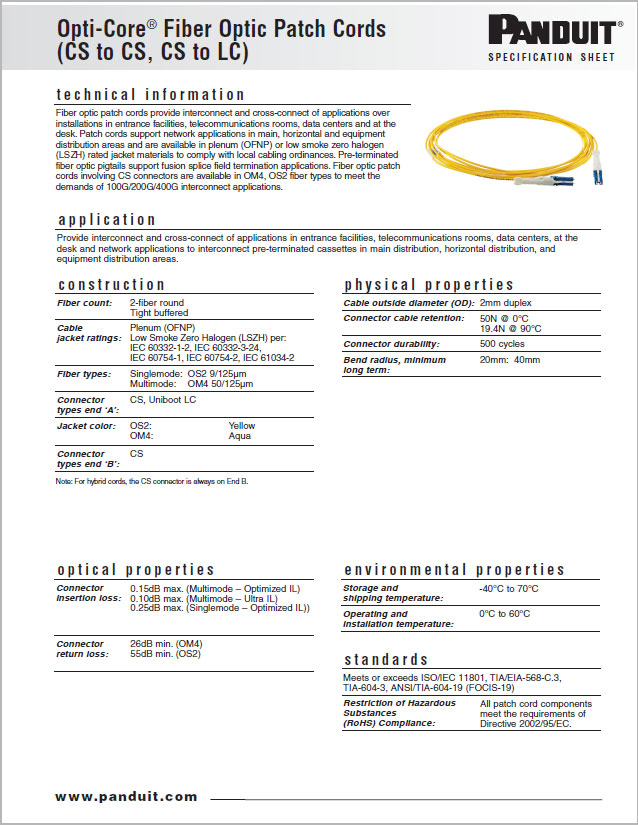 Opti-Core® Fiber Optic Patch Cords
(CS to CS, CS to LC)
PANDUIT®
SPECIFICATION SHEET
technical information
Fiber optic patch cords provide interconnect and cross-connect of applications over
installations in entrance facilities, telecommunications rooms, data centers and at the
desk. Patch cords support network applications in main, horizontal and equipment
distribution areas and are available in plenum (OFNP) or low smoke zero halogen
(LSZH) rated jacket materials to comply with local cabling ordinances. Pre-terminated
fiber optic pigtails support fusion splice field termination applications. Fiber optic patch
cords involving CS connectors are available in OM4, OS2 fiber types to meet the
demands of 100G/200G/400G interconnect applications.
application
Provide interconnect and cross-connect of applications in entrance facilities, telecommunications rooms, data centers, at the
desk and network applications to interconnect pre-terminated cassettes in main distribution, horizontal distribution, and
equipment distribution areas.
construction
Fiber count: 2-fiber round
Tight buffered
Cable jacket ratings: Plenum (OFNP)
Low Smoke Zero Halogen (LSZH) per:
IEC 60332-1-2, IEC 60332-3-24,
IEC 60754-1, IEC 60754-2, IEC 61034-2
Fiber types: Singlemode: OS2 9/125µm
Multimode: OM4 50/125µm
Connector types end ‘A’: CS, Uniboot LC
Jacket color: OS2: Yellow
OM4: Aqua
Connector types end ‘B’: CS
Note: For hybrid cords, the CS connector is always on End B.
physical properties
Cable outside diameter (OD): 2mm duplex
Connector cable retention: 50N @ 0°C
19.4N @ 90°C
Connector durability: 500 cycles
Bend radius, minimum long term: 20mm: 40mm
optical properties
Connector insertion loss: 0.15dB max. (Multimode – Optimized IL)
0.10dB max. (Multimode – Ultra IL)
0.25dB max. (Singlemode – Optimized IL))
Connector return loss: 26dB min. (OM4)
55dB min. (OS2)
environmental properties
Storage and shipping temperature: -40°C to 70°C
Operating and installation temperature: 0°C to 60°C
standards
Meets or exceeds ISO/IEC 11801, TIA/EIA-568-C.3,
TIA-604-3, ANSI/TIA-604-19 (FOCIS-19)
Restriction of Hazardous Substances (RoHS) Compliance: All patch cord components
meet the requirements of
Directive 2002/95/EC.
www.panduit.com